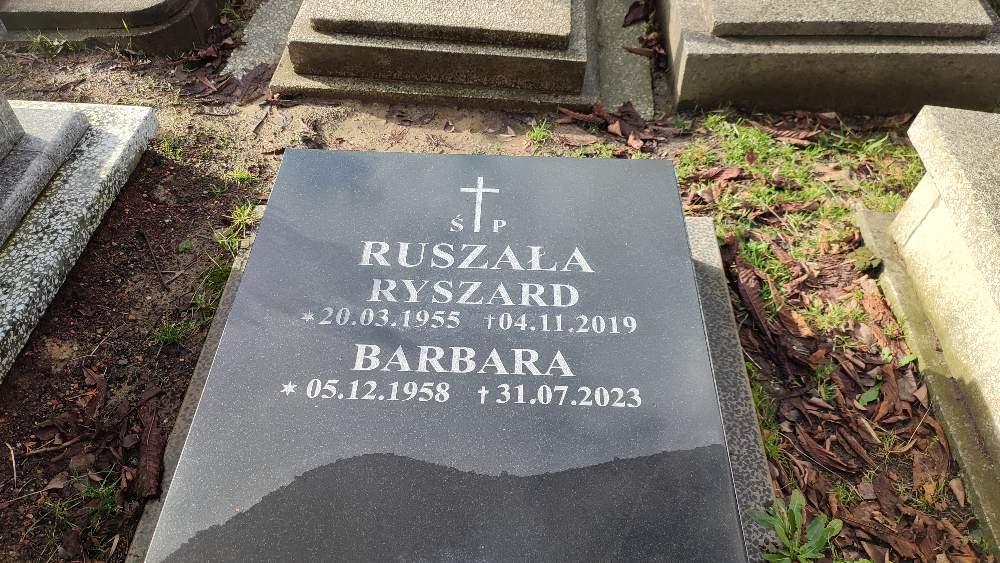 Ś P
RUSZAŁA
RYSZARD
*20.03.1955 †04.11.2019
BARBARA
* 05.12.1958 †31.07.2023